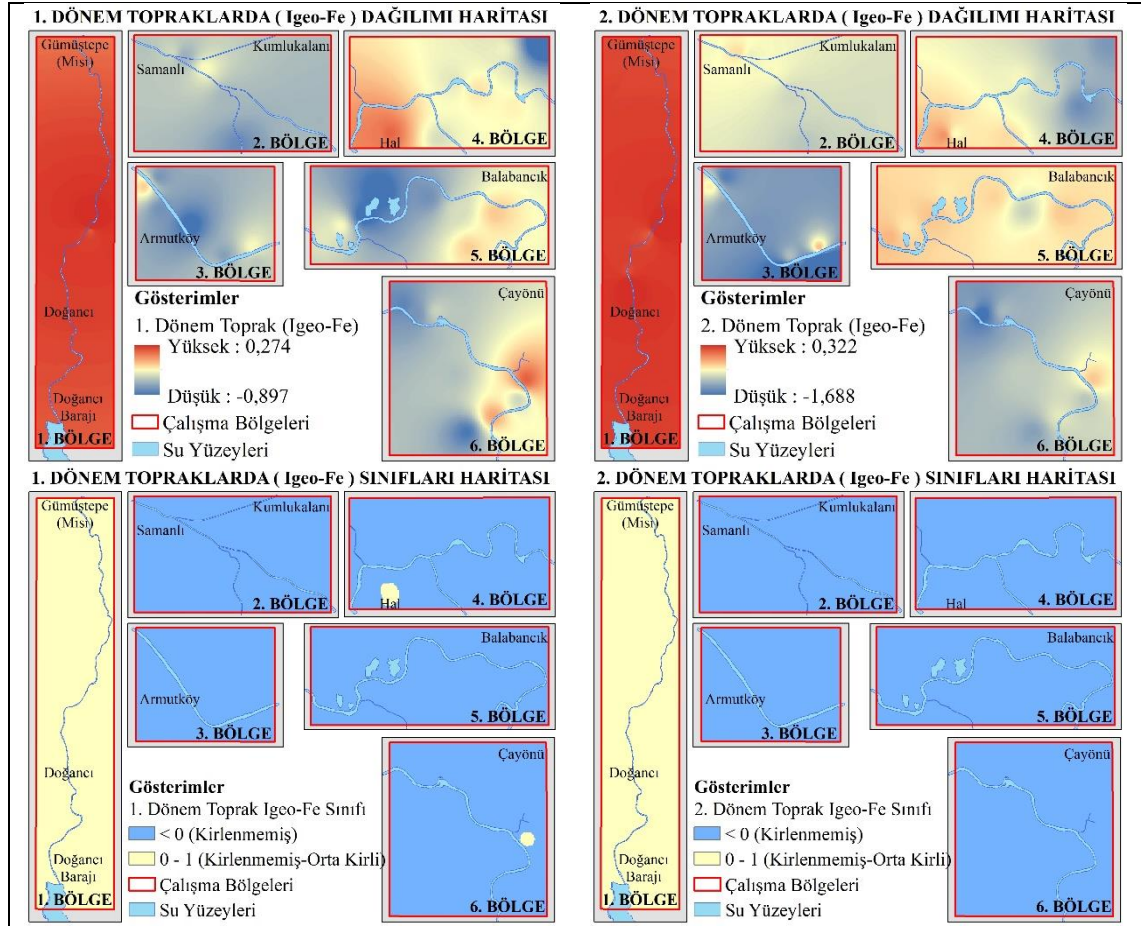 1. DÖNEM TOPRAKLARDA ( Igeo-Fe ) DAĞILIMI HARİTASI
Gümüştepe
(Misi)
Doğancı
Doğancı
Barajı
1. BÖLGE
Kumlukalanı
Samanlı
2. BÖLGE
Hal
4. BÖLGE
Armutköy
3. BÖLGE
Balabancık
5. BÖLGE
Çayönü
6. BÖLGE
Gösterimler
1. Dönem Toprak (Igeo-Fe)
Yüksek : 0,274
Düşük : -0,897
Çalışma Bölgeleri
Su Yüzeyleri
2. DÖNEM TOPRAKLARDA ( Igeo-Fe ) DAĞILIMI HARİTASI
Gümüştepe
(Misi)
Doğancı
Doğancı
Barajı
1. BÖLGE
Kumlukalanı
Samanlı
2. BÖLGE
Hal
4. BÖLGE
Armutköy
3. BÖLGE
Balabancık
5. BÖLGE
Çayönü
6. BÖLGE
Gösterimler
2. Dönem Toprak (Igeo-Fe)
Yüksek : 0,322
Düşük : -1,688
Çalışma Bölgeleri
Su Yüzeyleri
1. DÖNEM TOPRAKLARDA ( Igeo-Fe ) SINIFLARI HARİTASI
Gümüştepe
(Misi)
Doğancı
Doğancı
Barajı
1. BÖLGE
Kumlukalanı
Samanlı
2. BÖLGE
Hal
4. BÖLGE
Armutköy
3. BÖLGE
Balabancık
5. BÖLGE
Çayönü
6. BÖLGE
Gösterimler
1. Dönem Toprak Igeo-Fe Sınıfı
< 0 (Kirlenmemiş)
0 - 1 (Kirlenmemiş-Orta Kirli)
Çalışma Bölgeleri
Su Yüzeyleri
2. DÖNEM TOPRAKLARDA ( Igeo-Fe ) SINIFLARI HARİTASI
Gümüştepe
(Misi)
Doğancı
Doğancı
Barajı
1. BÖLGE
Kumlukalanı
Samanlı
2. BÖLGE
Hal
4. BÖLGE
Armutköy
3. BÖLGE
Balabancık
5. BÖLGE
Çayönü
6. BÖLGE
Gösterimler
2. Dönem Toprak Igeo-Fe Sınıfı
< 0 (Kirlenmemiş)
0 - 1 (Kirlenmemiş-Orta Kirli)
Çalışma Bölgeleri
Su Yüzeyleri